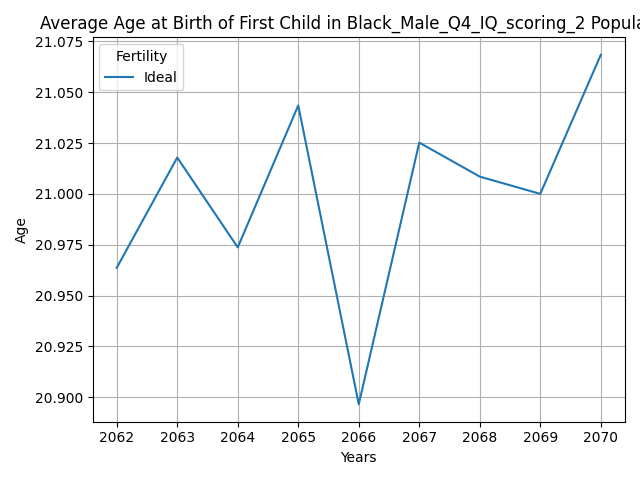 Average Age at Birth of First Child in Black_Male_Q4_IQ_scoring_2 Popula
21.075
Fertility
Ideal
21.050
21.025
21.000
20.975
20.950
20.925
20.900
Age
2062 2063 2064 2065 2066 2067 2068 2069 2070
Years